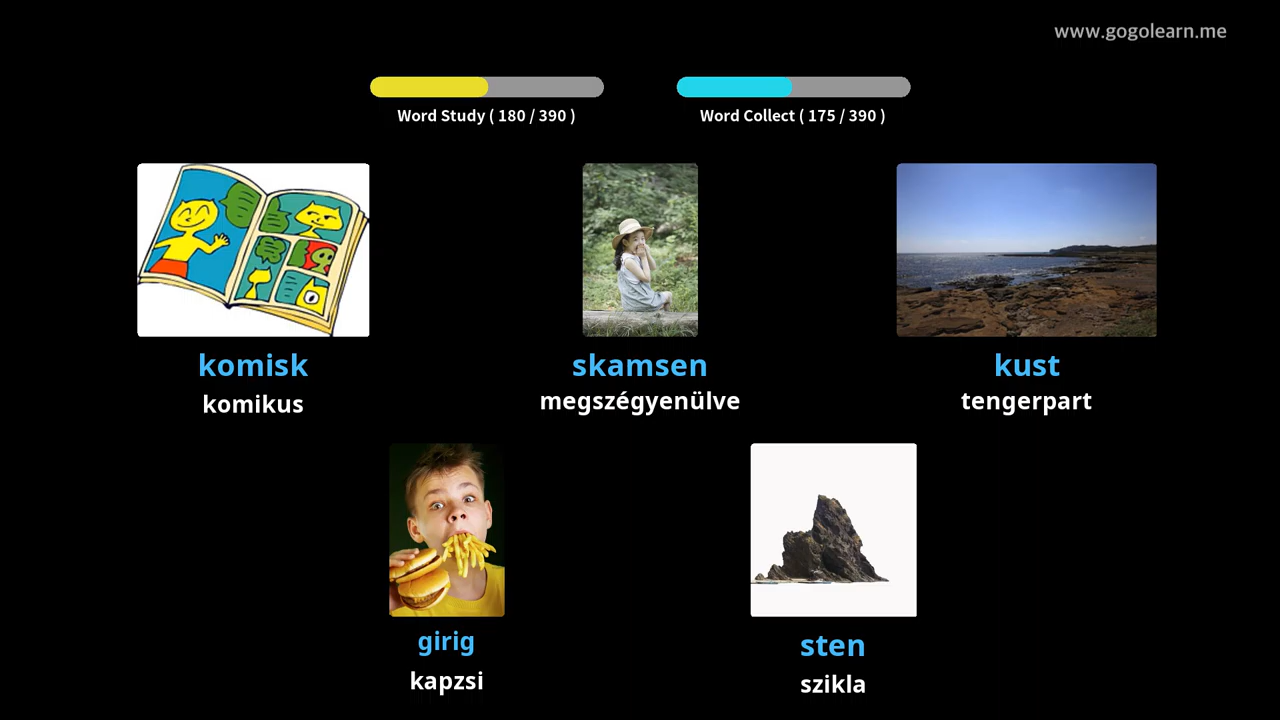 www.gogolearn.me
Word Study ( 180 / 390 )
Word Collect ( 175 / 390 )
komisk
komikus
skamsen
megszégyenülve
kust
tengerpart
girig
kapzsi
sten
szikla